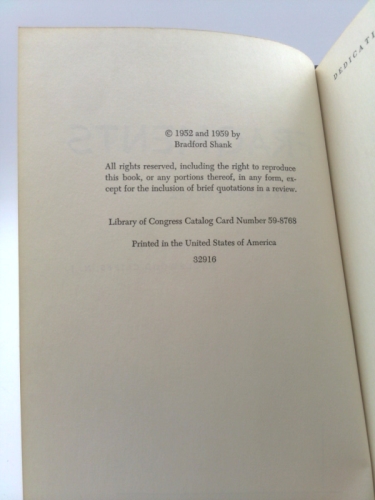 © 1952 and 1959 by
Bradford Shank
All rights reserved, including the right to reproduce
this book, or any portions thereof, in any form, ex-
cept for the inclusion of brief quotations in a review.
Library of Congress Catalog Card Number 59-8768
Printed in the United States of America
32916
DEDICATI